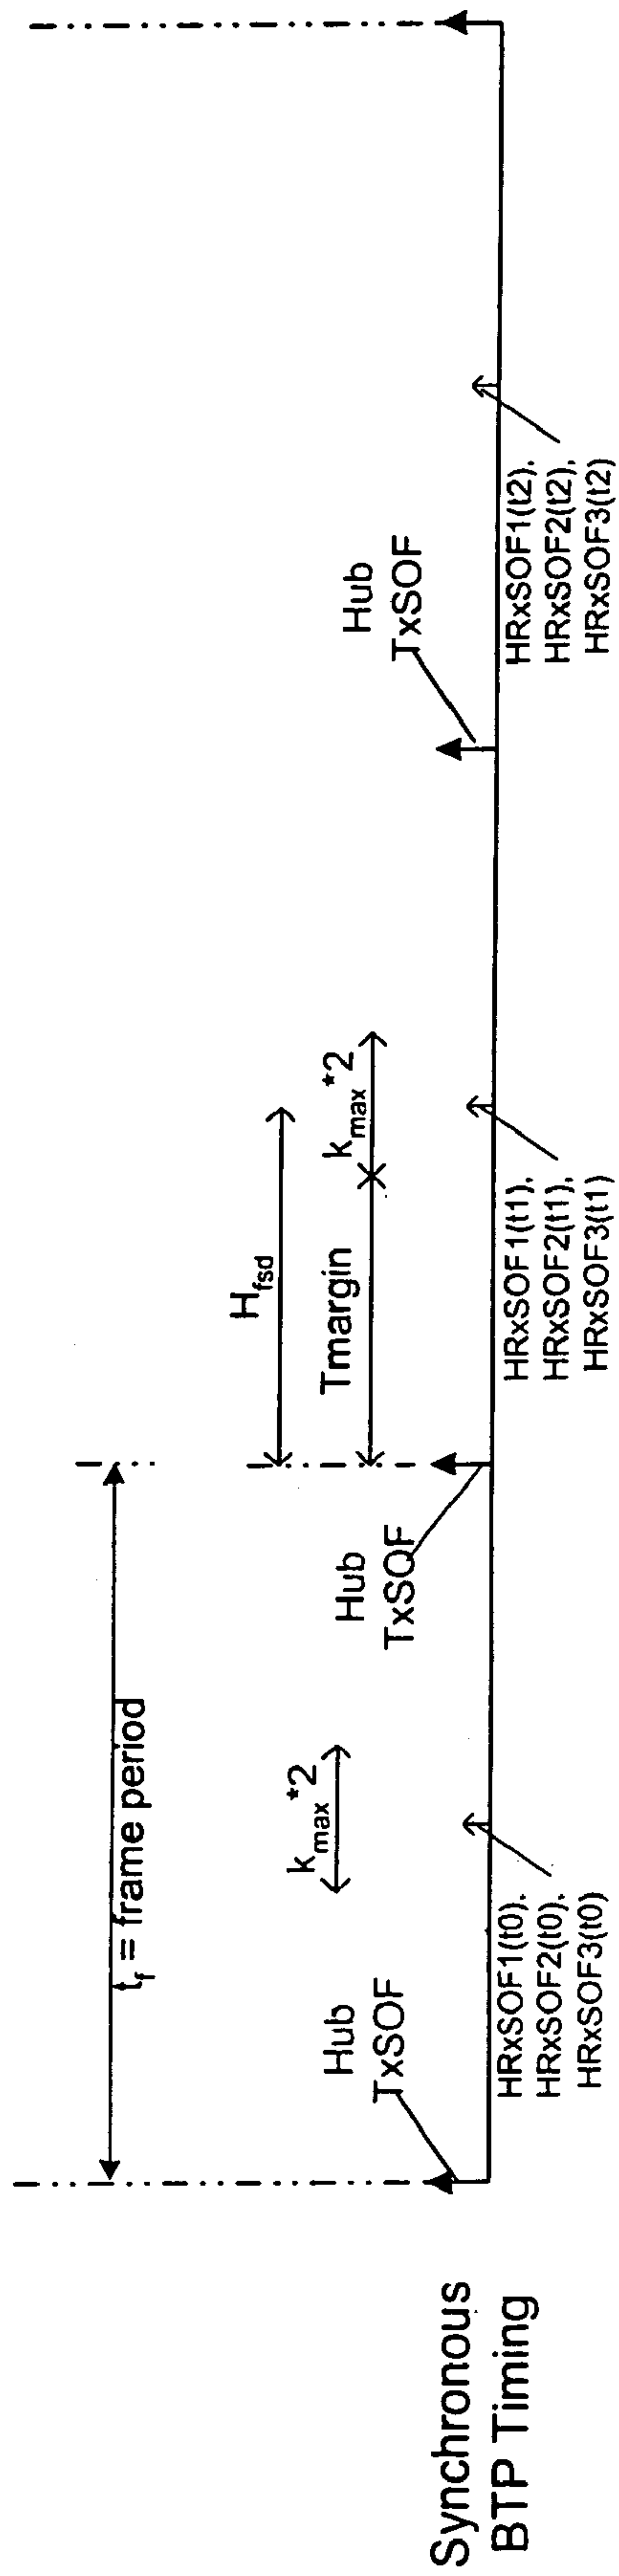 t_f = frame period
H_fsd
k_max*2
Tmargin
k_max*2
Hub
TxSOF
Hub
TxSOF
Hub
TxSOF
Synchronous
BTP Timing
HRxSOF1(t0),
HRxSOF2(t0),
HRxSOF3(t0)
HRxSOF1(t1),
HRxSOF2(t1),
HRxSOF3(t1)
HRxSOF1(t2),
HRxSOF2(t2),
HRxSOF3(t2)